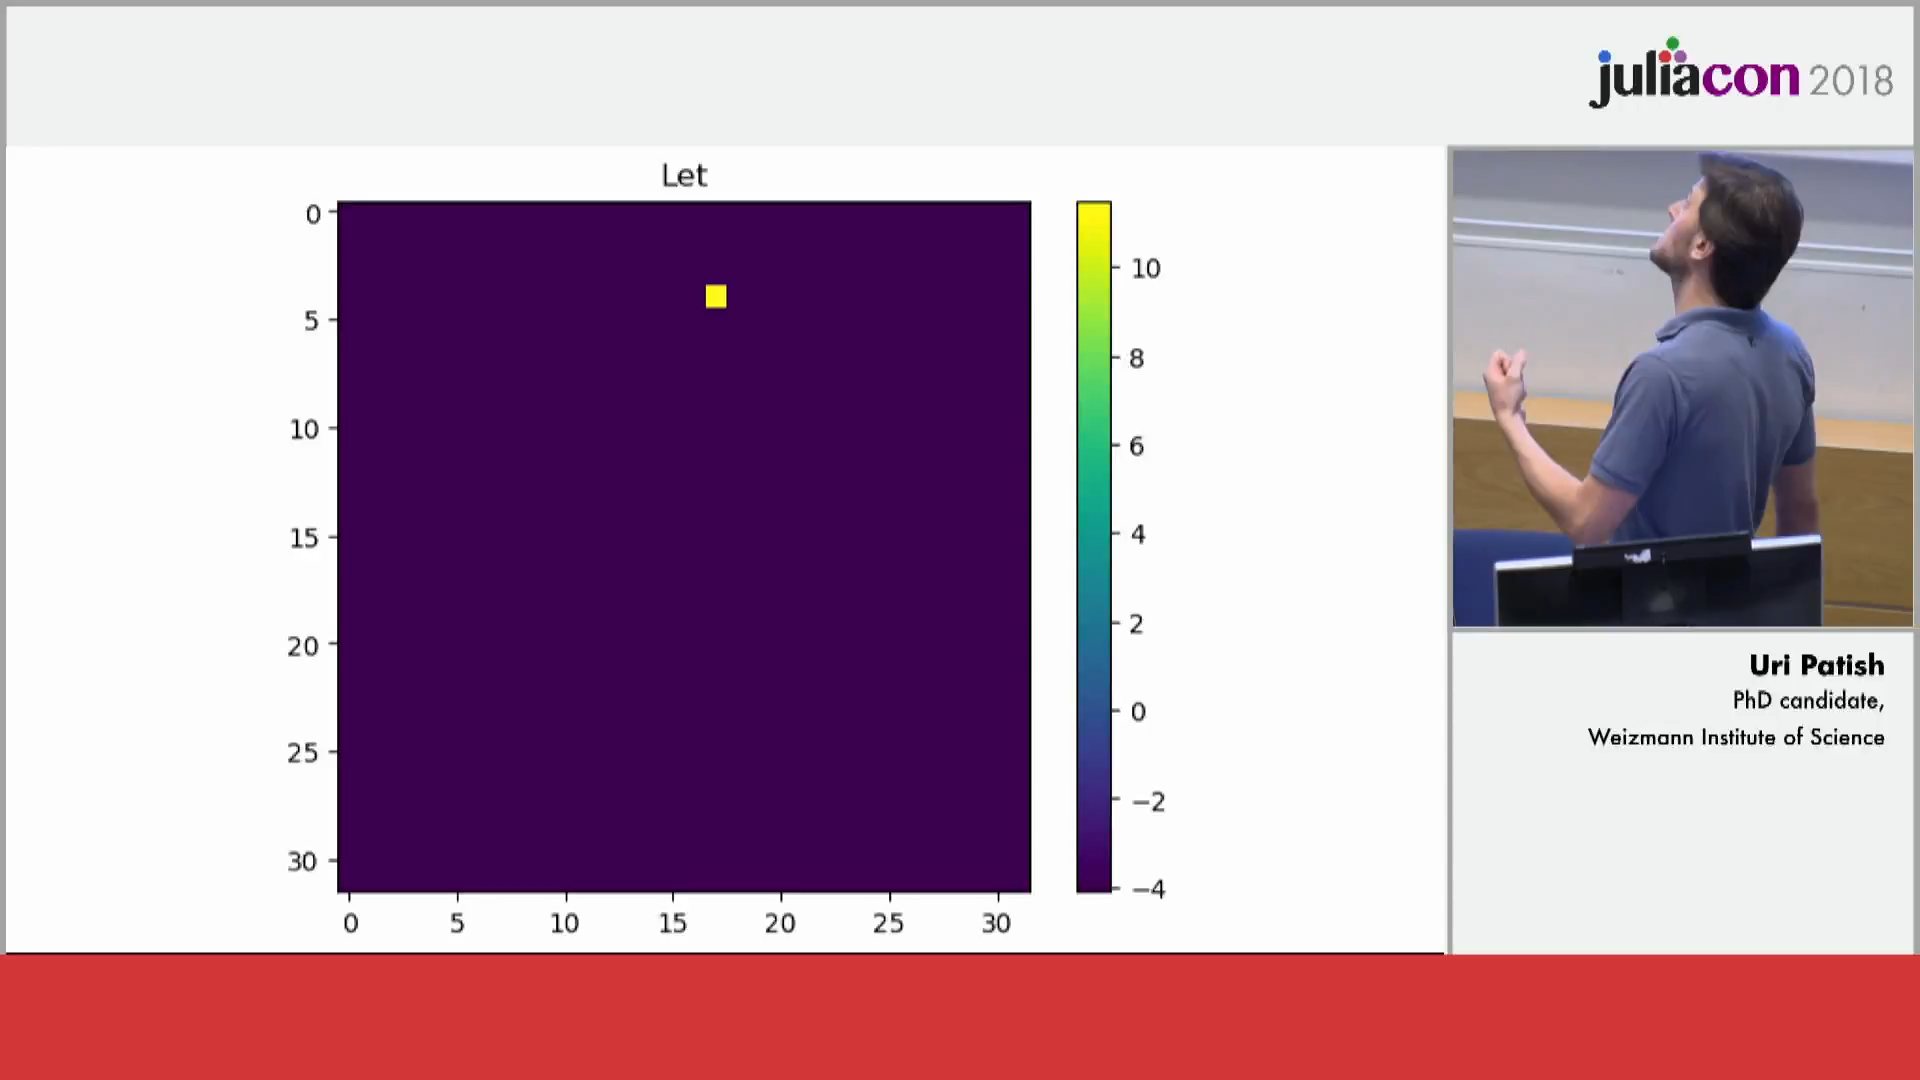 juliacon 2018
Let
0
5
10
15
20
25
30
0 5 10 15 20 25 30
10
8
6
4
2
0
−2
−4
Uri Patish
PhD candidate,
Weizmann Institute of Science